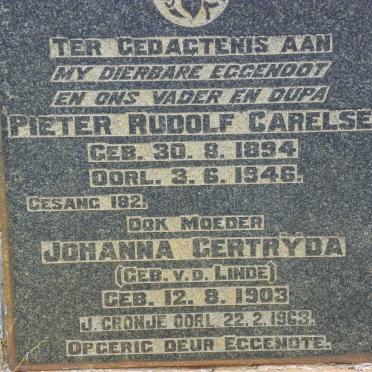 TER GEDAGTENIS AAN
MY DIERBARE EGGENOOT
EN ONS VADER EN OUPA
PIETER RUDOLF CARELSE
GEB. 30. 9. 1894.
OORL. 3. 6. 1946.
GESANG 182.
OOK MOEDER
JOHANNA GERTRŸDA
(GEB. V.D. LINDE)
GEB. 12. 8. 1903
J. CRONJE OORL. 22. 2. 1963.
OPGERIG DEUR EGGENOTE.